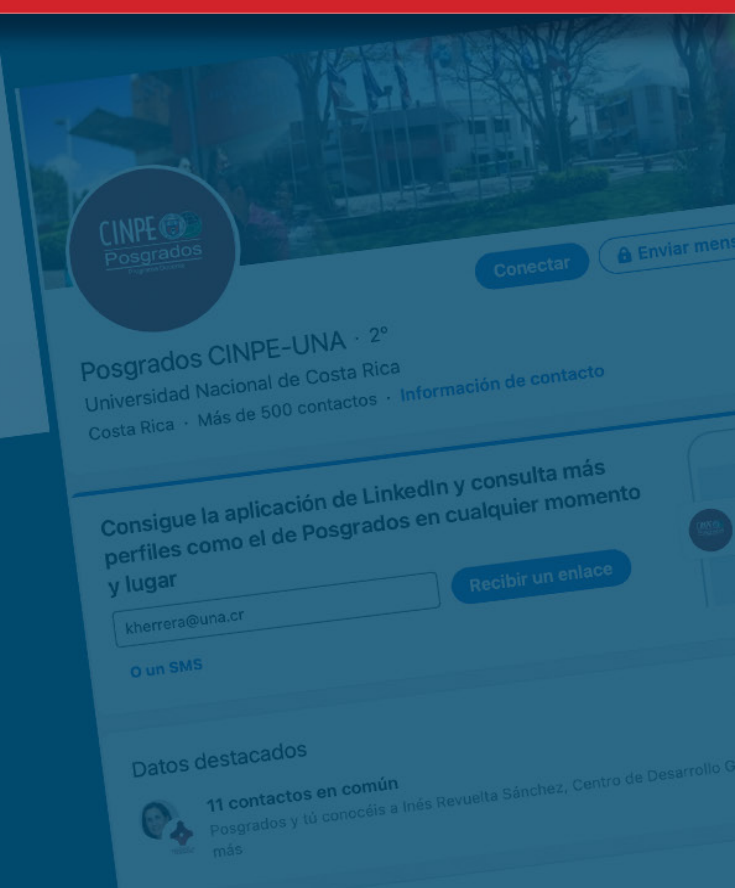 CINPE
Posgrados
Conectar
Enviar mens
Posgrados CINPE-UNA · 2º
Universidad Nacional de Costa Rica
Costa Rica · Más de 500 contactos · Información de contacto
Consigue la aplicación de LinkedIn y consulta más
perfiles como el de Posgrados en cualquier momento
y lugar
kherrera@una.cr
Recibir un enlace
O un SMS
Datos destacados
11 contactos en común
Posgrados y tú conocéis a Inés Revuelta Sánchez, Centro de Desarrollo G
más